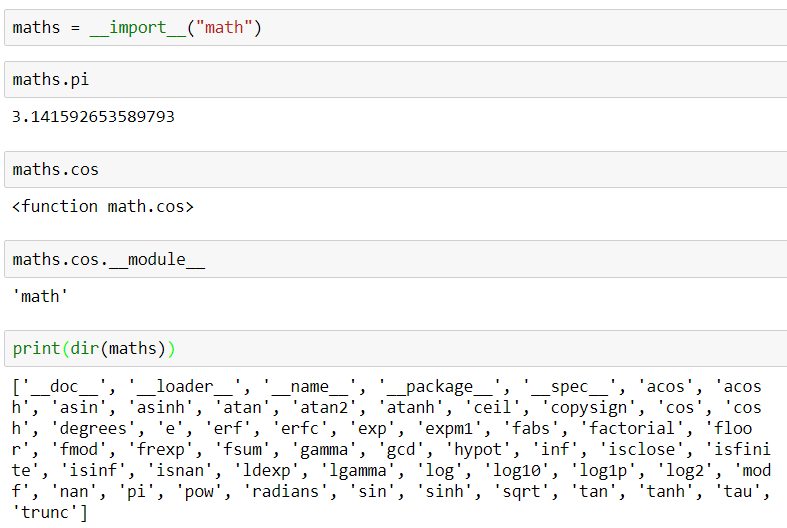 maths = __import__("math")
maths.pi
3.141592653589793
maths.cos
<function math.cos>
maths.cos.__module__
'math'
print(dir(maths))
['__doc__', '__loader__', '__name__', '__package__', '__spec__', 'acos', 'acos
h', 'asin', 'asinh', 'atan', 'atan2', 'atanh', 'ceil', 'copysign', 'cos', 'cos
h', 'degrees', 'e', 'erf', 'erfc', 'exp', 'expm1', 'fabs', 'factorial', 'floo
r', 'fmod', 'frexp', 'fsum', 'gamma', 'gcd', 'hypot', 'inf', 'isclose', 'isfini
te', 'isinf', 'isnan', 'ldexp', 'lgamma', 'log', 'log10', 'log1p', 'log2', 'mod
f', 'nan', 'pi', 'pow', 'radians', 'sin', 'sinh', 'sqrt', 'tan', 'tanh', 'tau',
'trunc']